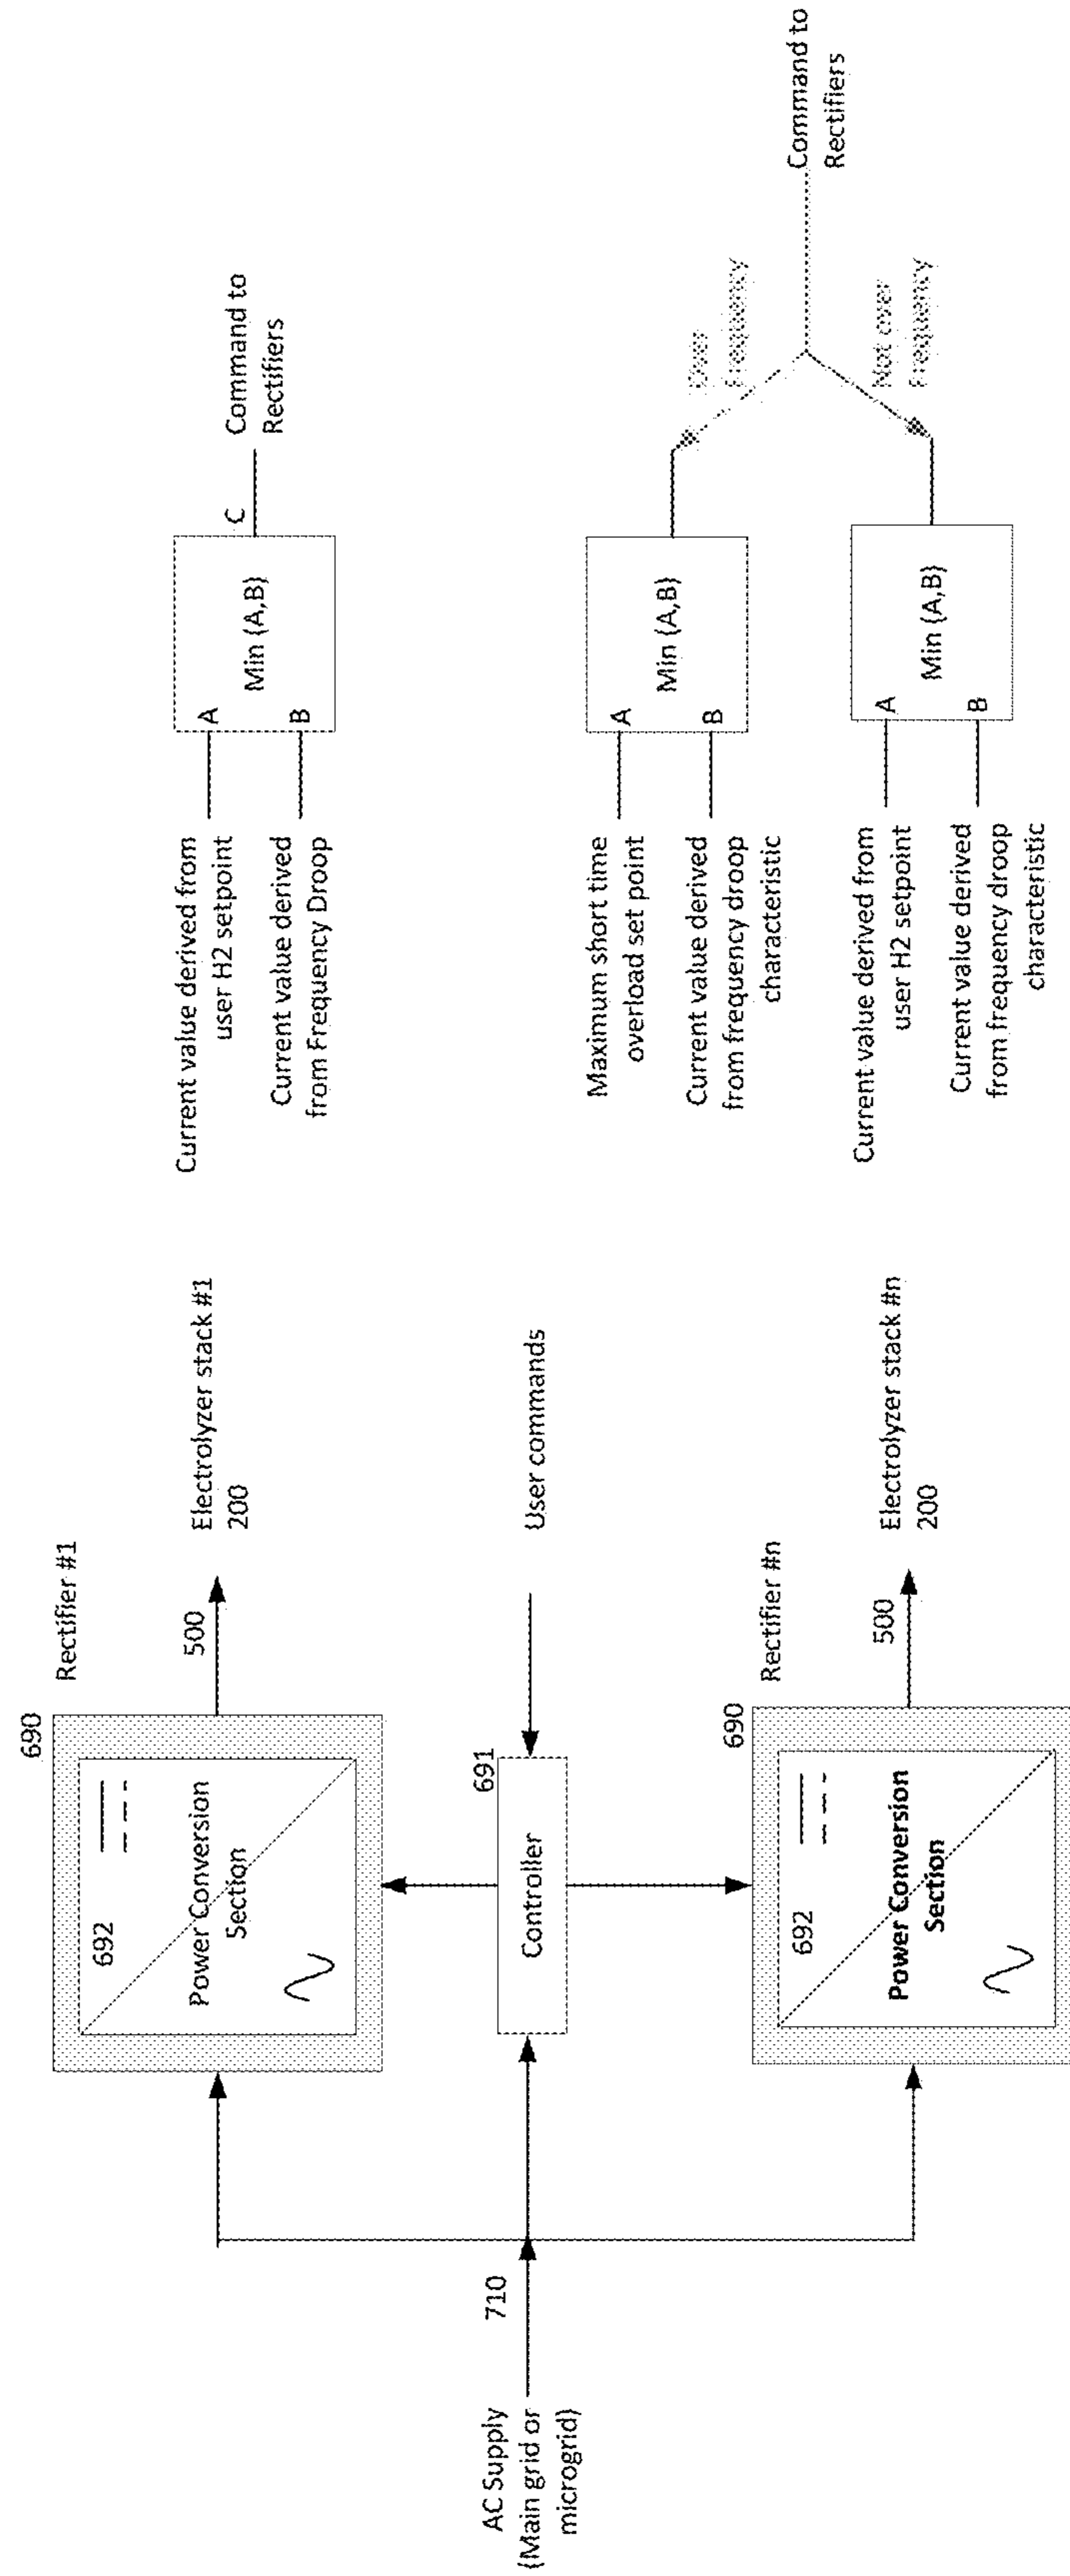 AC Supply
(Main grid or
microgrid)
710
690
Rectifier #1
692
Power Conversion
Section
500
Electrolyzer stack #1
200
691
Controller
User commands
690
Rectifier #n
692
Power Conversion
Section
500
Electrolyzer stack #n
200
Current value derived from
user H2 setpoint
Current value derived
from Frequency Droop
A
B
Min {A,B}
C
Command to
Rectifiers
Maximum short time
overload set point
Current value derived
from frequency droop
characteristic
A
B
Min {A,B}
Over
Frequency
Command to
Rectifiers
Not over
Frequency
Current value derived from
user H2 setpoint
Current value derived
from frequency droop
characteristic
A
B
Min {A,B}